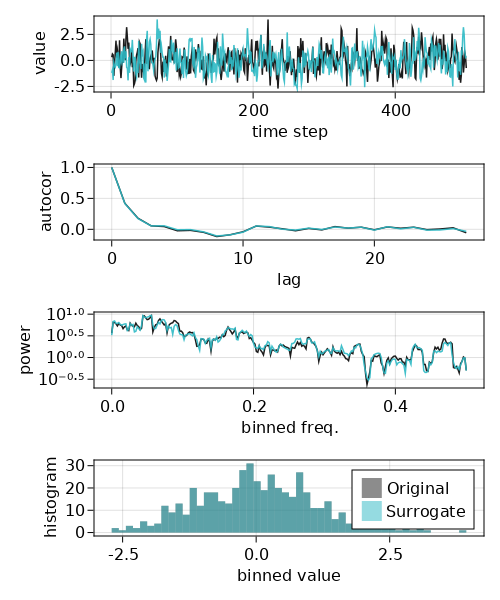 value
2.5
0.0
-2.5
0 200 400
time step
autocor
1.0
0.5
0.0
0 10 20
lag
power
10^1.0
10^0.5
10^0.0
10^-0.5
0.0 0.2 0.4
binned freq.
histogram
30
20
10
0
Original
Surrogate
-2.5 0.0 2.5
binned value